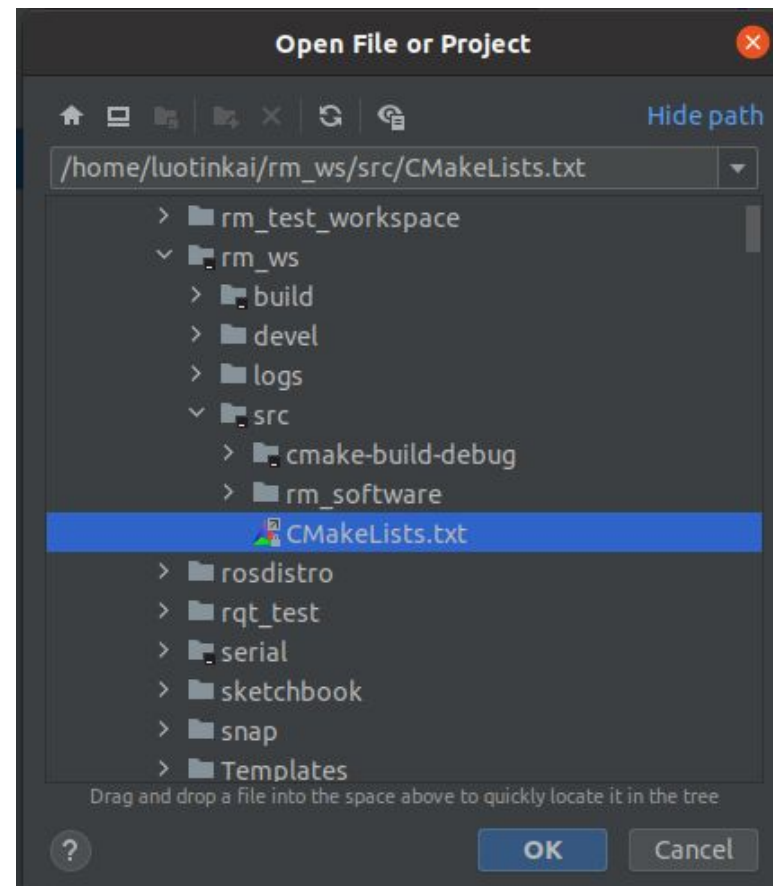 Open File or Project
Hide path
/home/luotinkai/rm_ws/src/CMakeLists.txt
rm_test_workspace
rm_ws
build
devel
logs
src
cmake-build-debug
rm_software
CMakeLists.txt
rosdistro
rqt_test
serial
sketchbook
snap
Templates
Drag and drop a file into the space above to quickly locate it in the tree
? OK Cancel